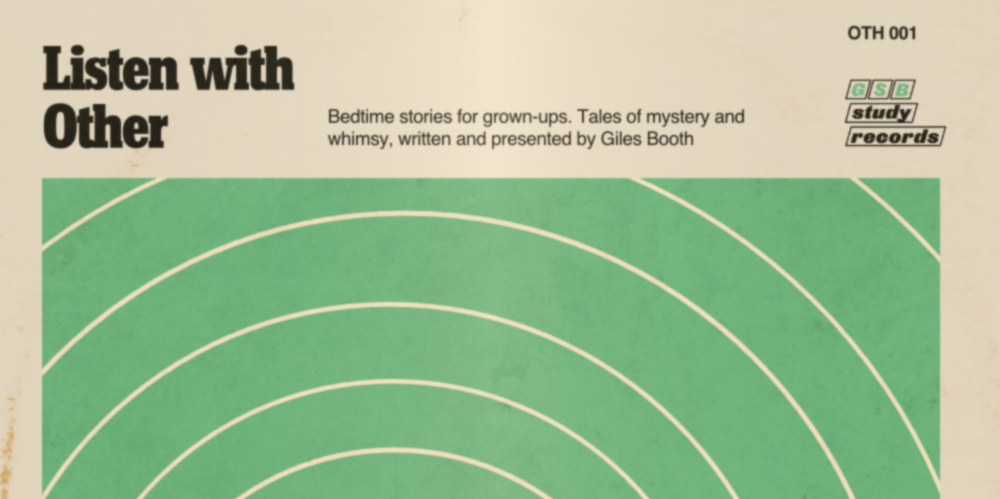 Listen with
Other
Bedtime stories for grown-ups. Tales of mystery and
whimsy, written and presented by Giles Booth
OTH 001
GSB
study
records